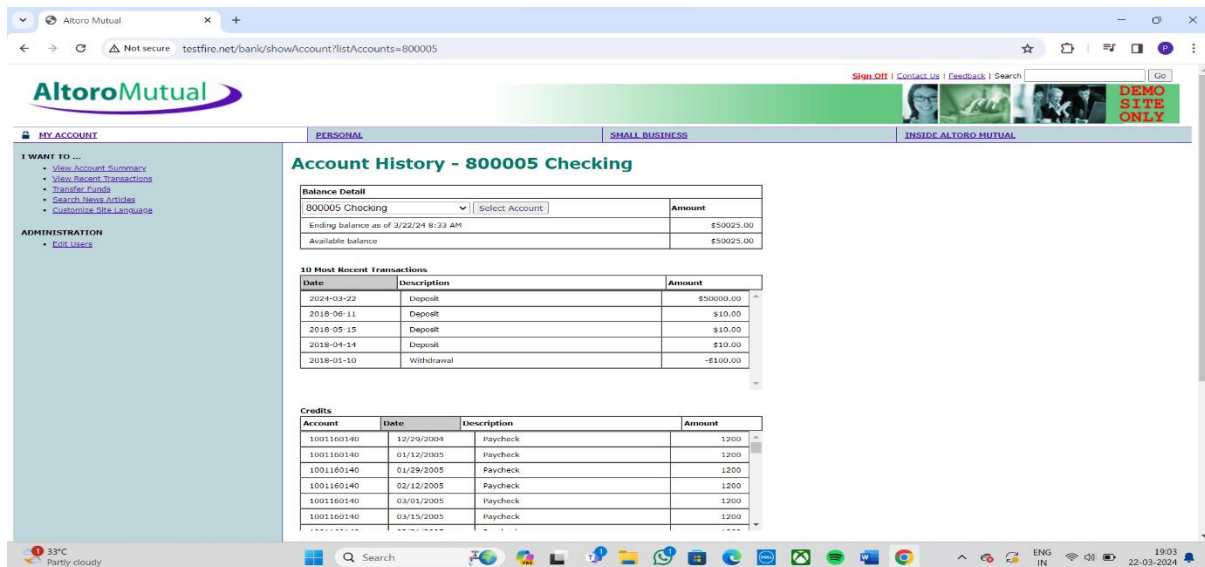 Altoro Mutual
Not secure testfire.net/bank/showAccount?listAccounts=800005
P
Sign Off | Contact Us | Feedback | Search Go
AltoroMutual
DEMO
SITE
ONLY
MY ACCOUNT PERSONAL SMALL BUSINESS INSIDE ALTORO MUTUAL
I WANT TO ...
• View Account Summary
• View Recent Transactions
• Transfer Funds
• Search News Articles
• Customize Site Language
ADMINISTRATION
• Edit Users
Account History - 800005 Checking
Balance Detail
800005 Checking Select Account Amount
Ending balance as of 3/22/24 8:33 AM $50025.00
Available balance $50025.00
10 Most Recent Transactions
Date Description Amount
2024-03-22 Deposit $50000.00
2018-06-11 Deposit $10.00
2018-05-15 Deposit $10.00
2018-04-14 Deposit $10.00
2018-01-10 Withdrawal -$100.00
Credits
Account Date Description Amount
1001160140 12/29/2004 Paycheck 1200
1001160140 01/12/2005 Paycheck 1200
1001160140 01/29/2005 Paycheck 1200
1001160140 02/12/2005 Paycheck 1200
1001160140 03/01/2005 Paycheck 1200
1001160140 03/15/2005 Paycheck 1200
1
33°C
Partly cloudy
Search
ENG
IN
19:03
22-03-2024